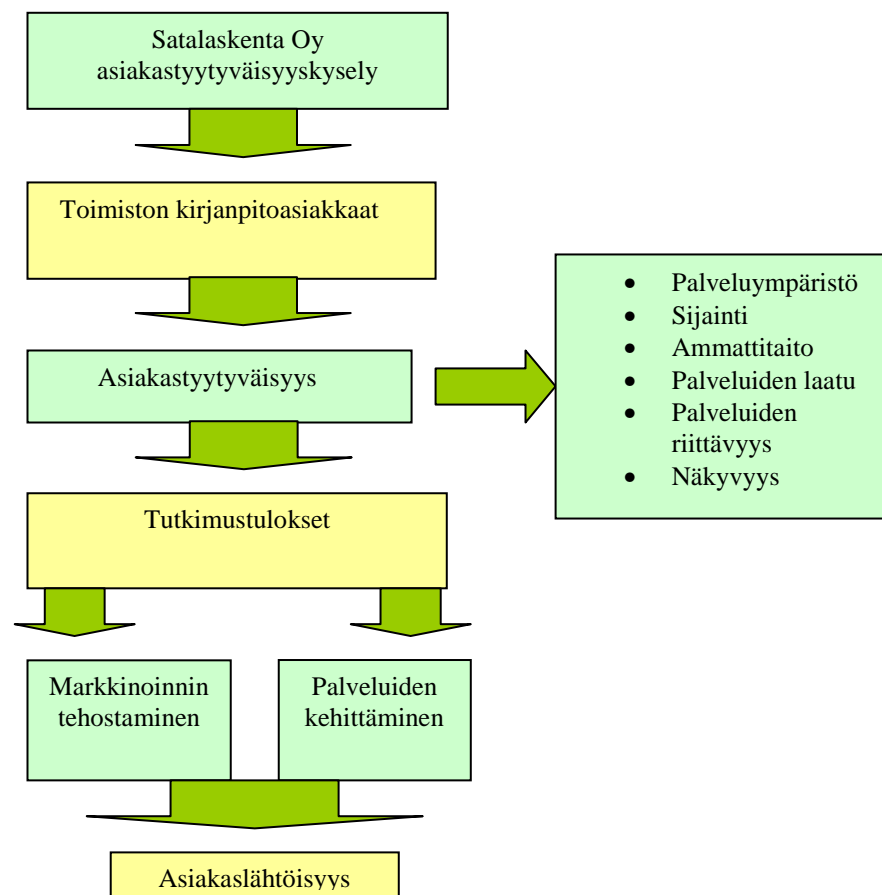 Satalaskenta Oy
asiakastyytyväisyyskysely
Toimiston kirjanpitoasiakkaat
Asiakastyytyväisyys
• Palveluympäristö
• Sijainti
• Ammattitaito
• Palveluiden laatu
• Palveluiden
riittävyys
• Näkyvyys
Tutkimustulokset
Markkinoinnin
tehostaminen
Palveluiden
kehittäminen
Asiakaslähtöisyys